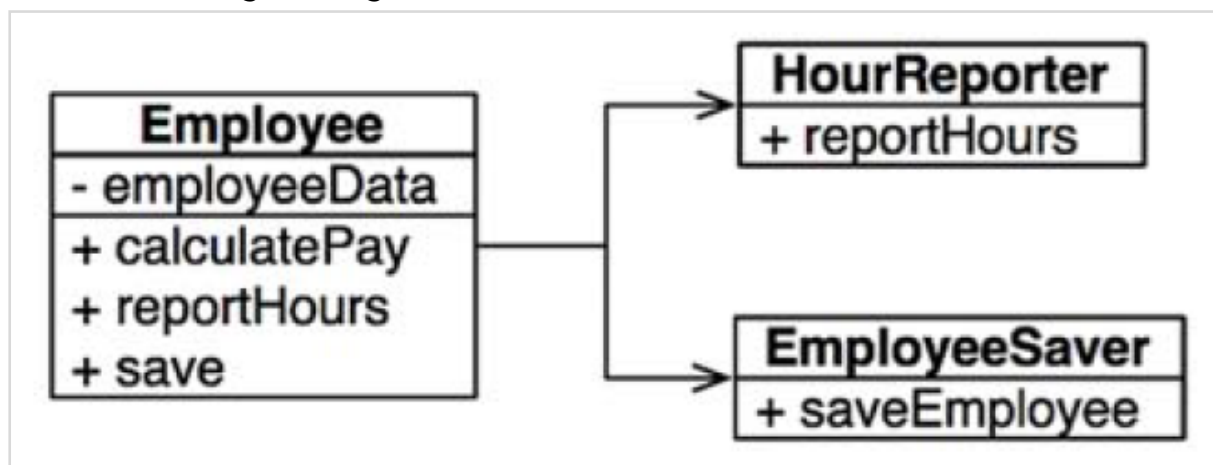 Employee
- employeeData
+ calculatePay
+ reportHours
+ save
HourReporter
+ reportHours
EmployeeSaver
+ saveEmployee